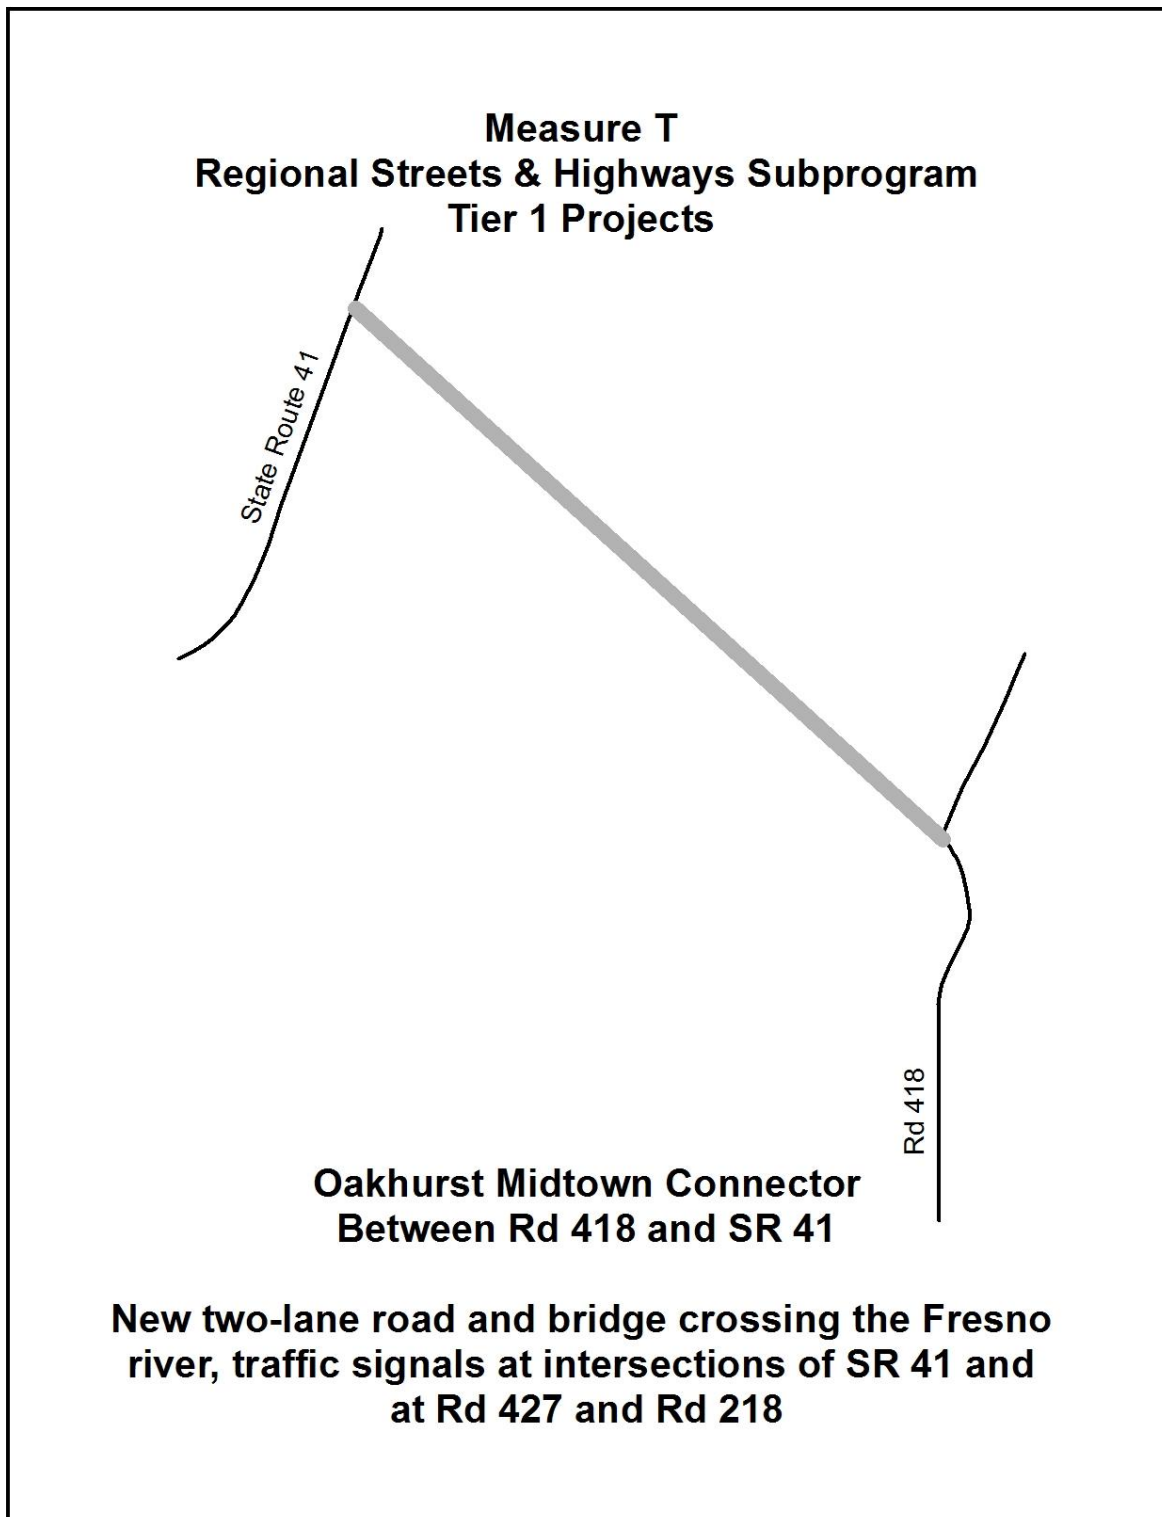 Measure T
Regional Streets & Highways Subprogram
Tier 1 Projects
State Route 41
Rd 418
Oakhurst Midtown Connector
Between Rd 418 and SR 41
New two-lane road and bridge crossing the Fresno
river, traffic signals at intersections of SR 41 and
at Rd 427 and Rd 218